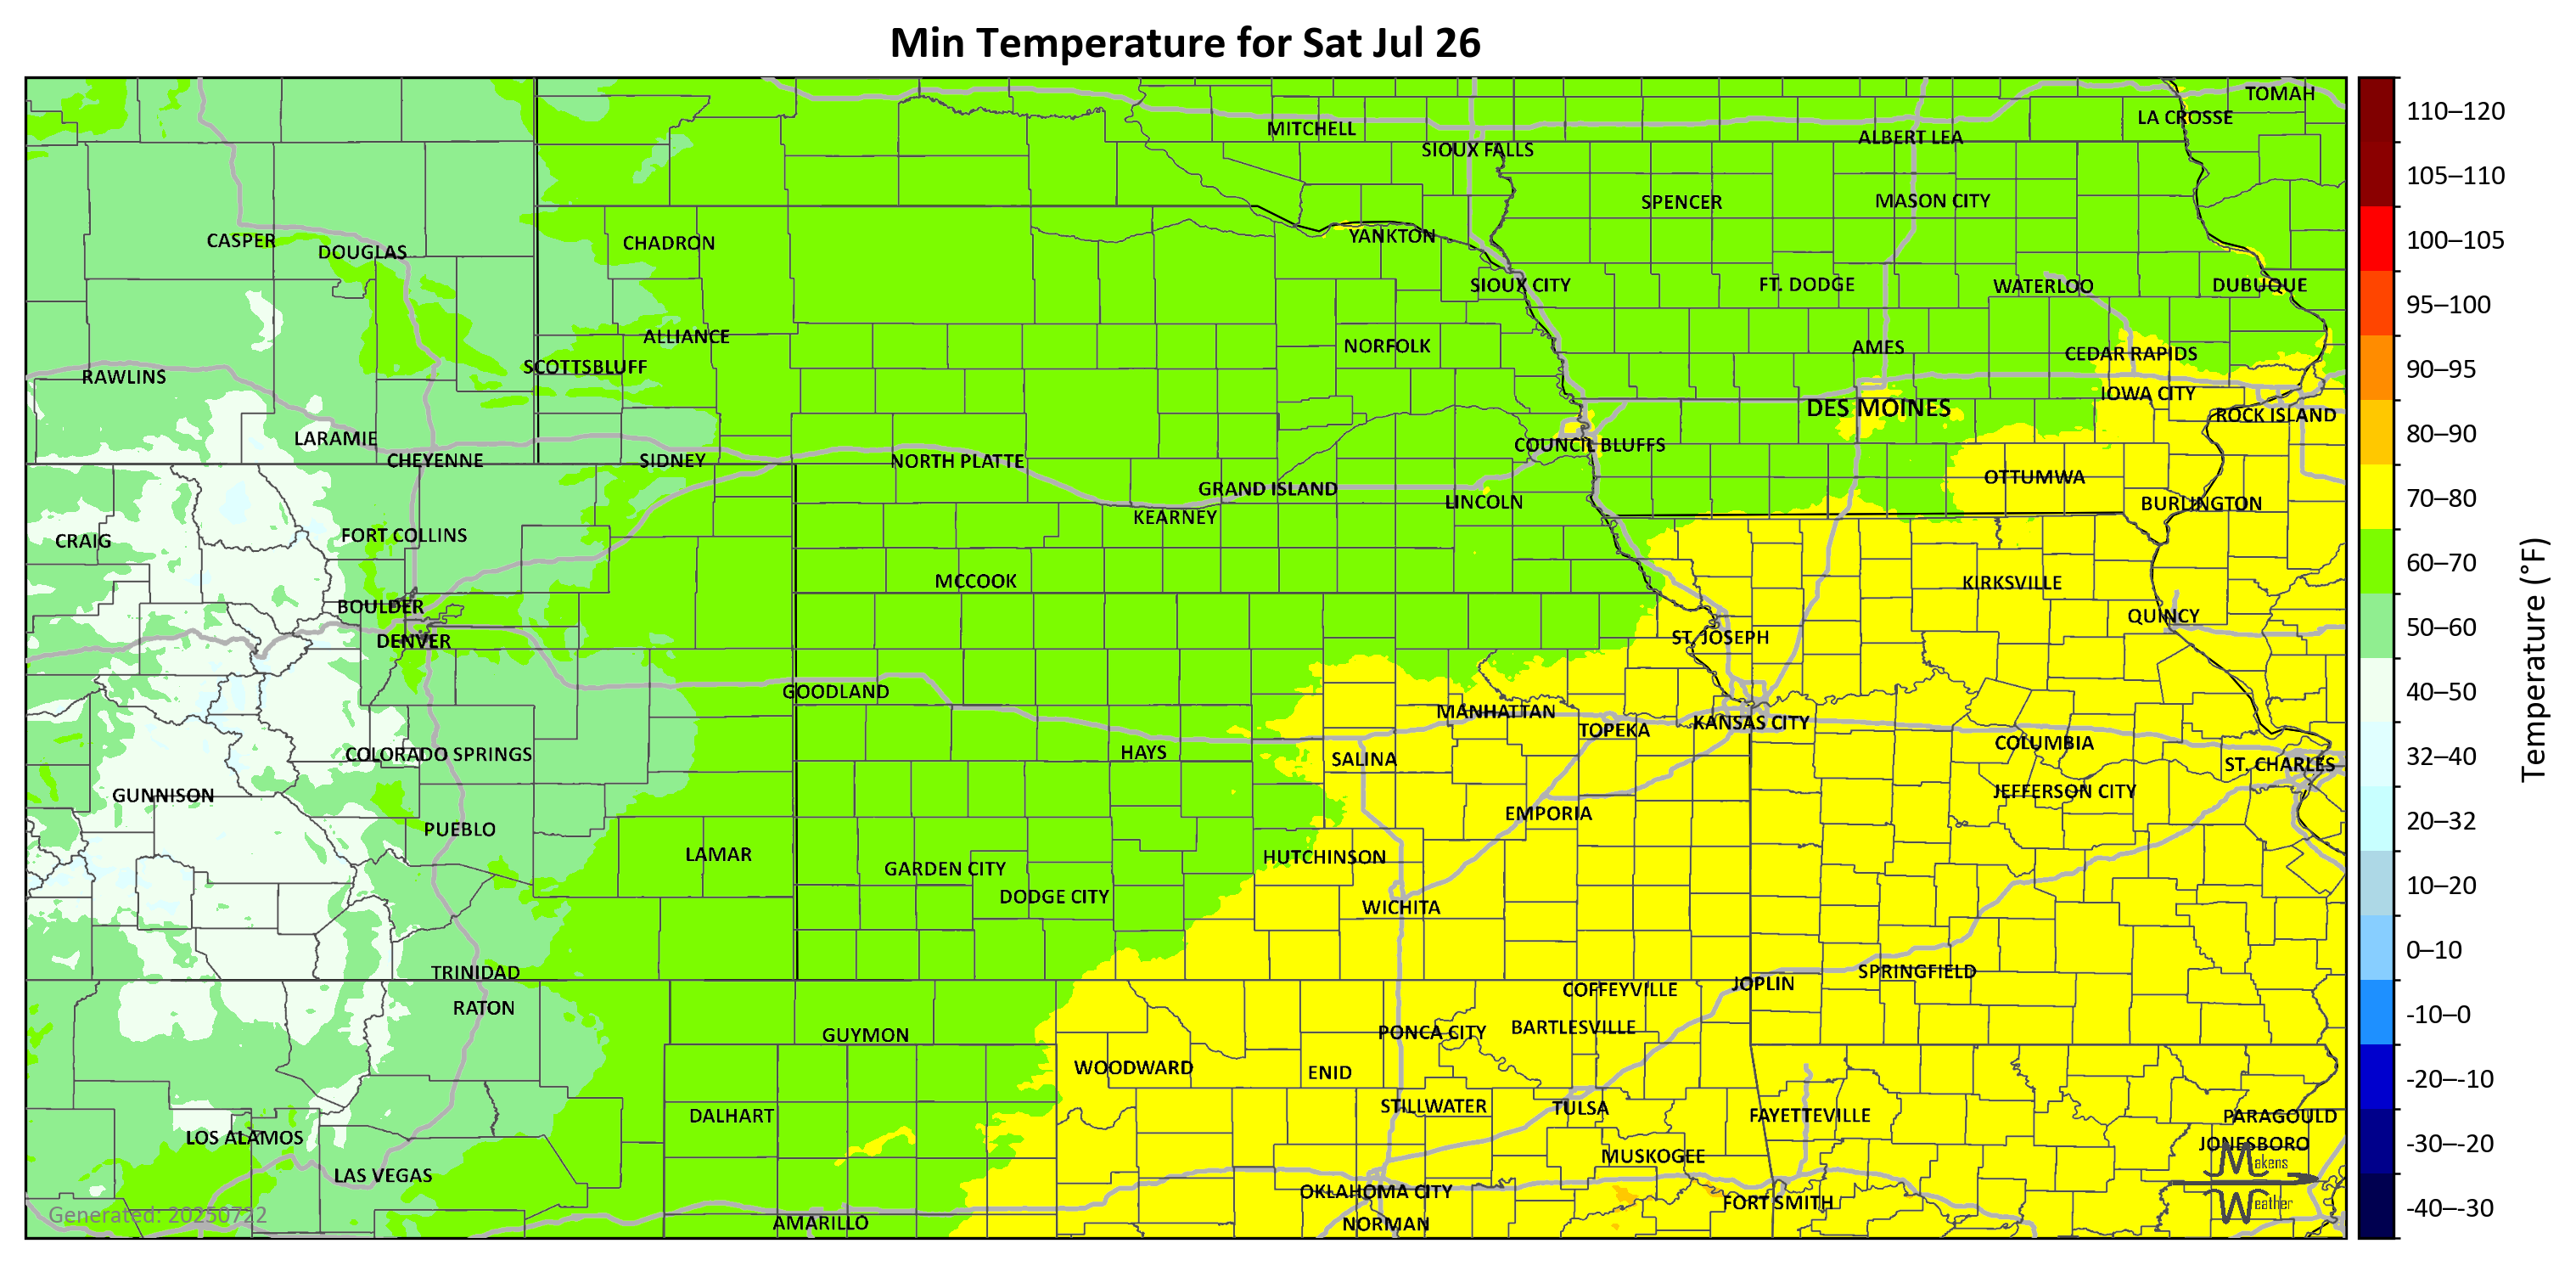 Min Temperature for Sat Jul 26
TOMAH
LA CROSSE
MITCHELL
ALBERT LEA
SIOUX FALLS
SPENCER
MASON CITY
CASPER
DOUGLAS
CHADRON
YANKTON
SIOUX CITY
FT. DODGE
WATERLOO
DUBUQUE
ALLIANCE
NORFOLK
AMES
CEDAR RAPIDS
SCOTTSBLUFF
RAWLINS
IOWA CITY
DES MOINES
ROCK ISLAND
LARAMIE
COUNCIL BLUFFS
CHEYENNE
SIDNEY
NORTH PLATTE
OTTUMWA
GRAND ISLAND
LINCOLN
BURLINGTON
KEARNEY
FORT COLLINS
CRAIG
MCCOOK
KIRKSVILLE
BOULDER
QUINCY
DENVER
ST. JOSEPH
GOODLAND
MANHATTAN
KANSAS CITY
TOPEKA
COLUMBIA
HAYS
COLORADO SPRINGS
SALINA
ST. CHARLES
GUNNISON
JEFFERSON CITY
EMPORIA
PUEBLO
LAMAR
HUTCHINSON
GARDEN CITY
DODGE CITY
WICHITA
TRINIDAD
SPRINGFIELD
JOPLIN
COFFEYVILLE
RATON
BARTLESVILLE
PONCA CITY
GUYMON
WOODWARD
ENID
STILLWATER
TULSA
DALHART
FAYETTEVILLE
PARAGOULD
LOS ALAMOS
JONESBORO
MUSKOGEE
LAS VEGAS
OKLAHOMA CITY
FORT SMITH
AMARILLO
NORMAN
Generated: 20250722
Makens
Weather
110−120
105−110
100−105
95−100
90−95
80−90
70−80
60−70
50−60
40−50
32−40
20−32
10−20
0−10
-10−0
-20−-10
-30−-20
-40−-30
Temperature (°F)